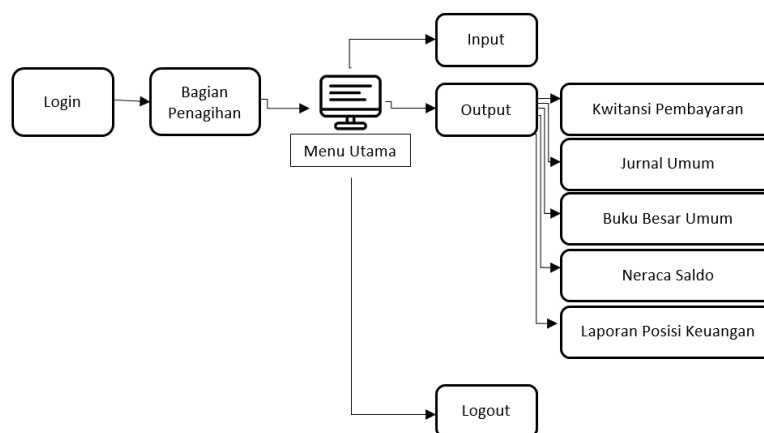 Login
Bagian
Penagihan
Menu Utama
Input
Output
Kwitansi Pembayaran
Jurnal Umum
Buku Besar Umum
Neraca Saldo
Laporan Posisi Keuangan
Logout